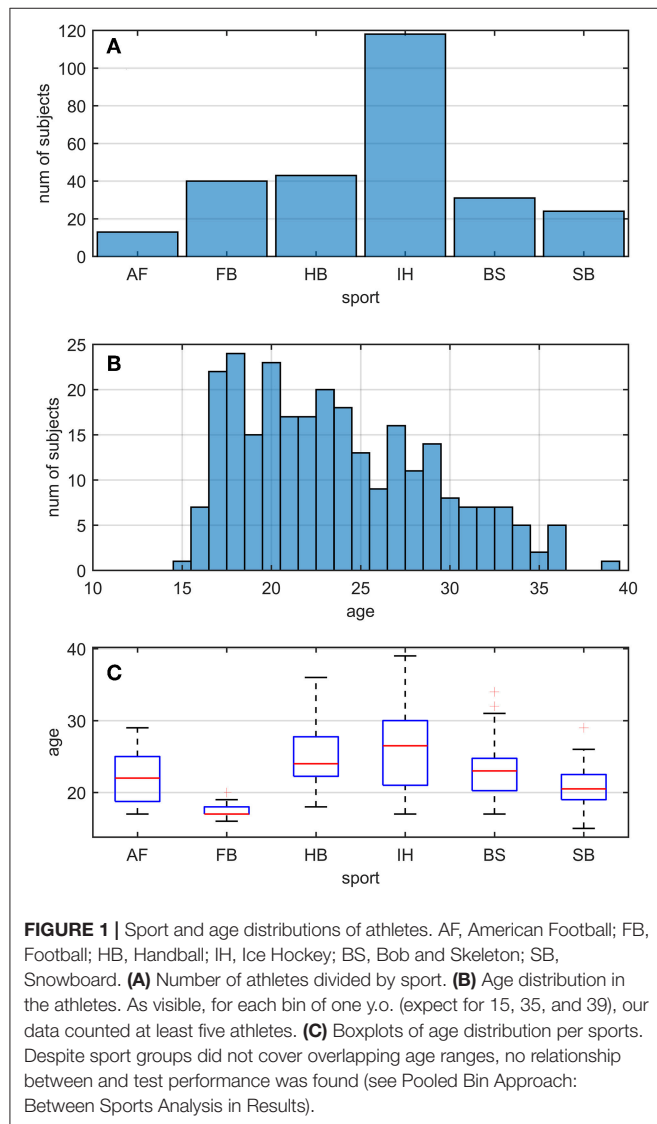 A
120
100
80
60
40
20
0
num of subjects
AF FB HB IH BS SB
sport
B
25
20
15
10
5
0
num of subjects
10 15 20 25 30 35 40
age
C
40
30
20
age
AF FB HB IH BS SB
sport
FIGURE 1 | Sport and age distributions of athletes. AF, American Football; FB,
Football; HB, Handball; IH, Ice Hockey; BS, Bob and Skeleton; SB,
Snowboard. (A) Number of athletes divided by sport. (B) Age distribution in
the athletes. As visible, for each bin of one y.o. (expect for 15, 35, and 39), our
data counted at least five athletes. (C) Boxplots of age distribution per sports.
Despite sport groups did not cover overlapping age ranges, no relationship
between and test performance was found (see Pooled Bin Approach:
Between Sports Analysis in Results).